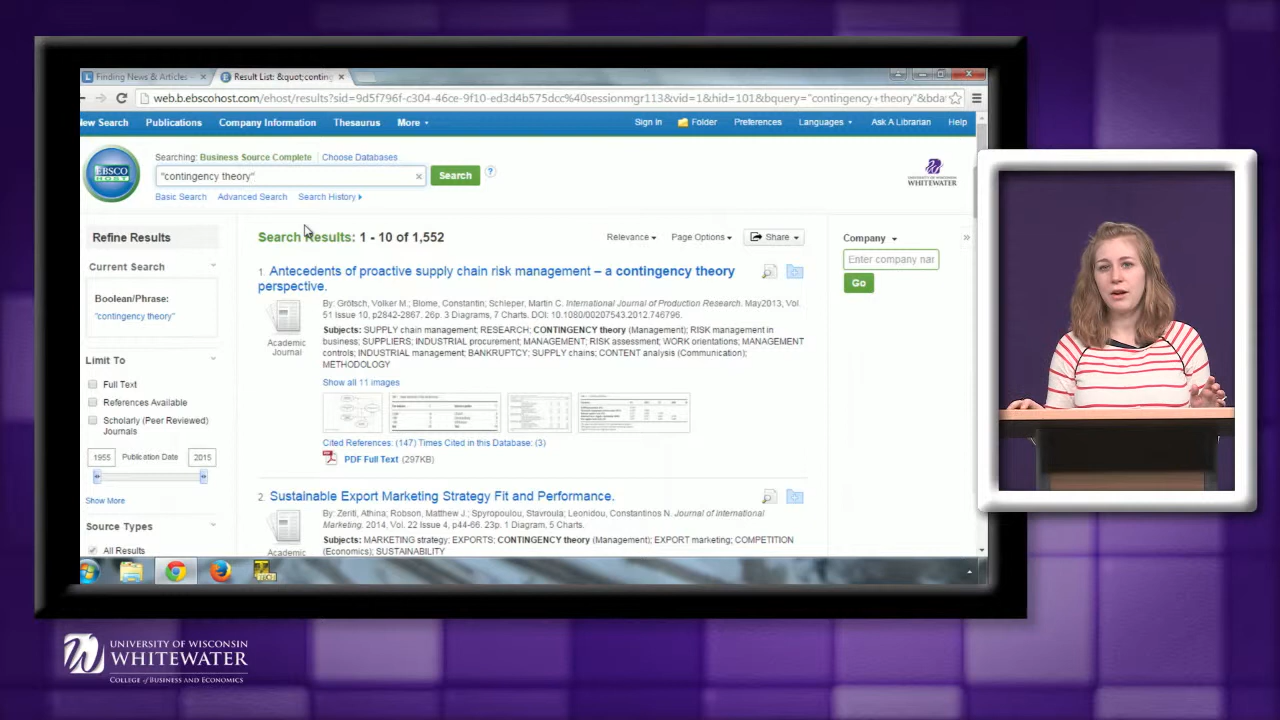 Finding News & Articles
Result List: &quot;conting
web.b.ebscohost.com/ehost/results?sid=9d5f796f-c304-46ce-9f10-ed3d4b575dcc%40sessionmgr113&vid=1&hid=101&bquery="contingency+theory"&bda
New Search Publications Company Information Thesaurus More
Sign In Folder Preferences Languages Ask A Librarian Help
EBSCO HOST
Searching: Business Source Complete Choose Databases
"contingency theory" Search
Basic Search Advanced Search Search History
UNIVERSITY OF WISCONSIN
WHITEWATER
Refine Results
Current Search
Boolean/Phrase:
"contingency theory"
Limit To
Full Text
References Available
Scholarly (Peer Reviewed)
Journals
1955 Publication Date 2015
Show More
Source Types
All Results
Search Results: 1 - 10 of 1,552
Relevance Page Options Share
1. Antecedents of proactive supply chain risk management – a contingency theory
perspective.
By: Grötsch, Volker M.; Blome, Constantin; Schleper, Martin C. International Journal of Production Research. May2013, Vol.
51 Issue 10, p2842-2867, 26p. 3 Diagrams, 7 Charts. DOI: 10.1080/00207543.2012.746796.
Academic
Journal
Subjects: SUPPLY chain management; RESEARCH; CONTINGENCY theory (Management); RISK management in
business; SUPPLIERS; INDUSTRIAL procurement; MANAGEMENT; RISK assessment; WORK orientations; MANAGEMENT
controls; INDUSTRIAL management; BANKRUPTCY; SUPPLY chains; CONTENT analysis (Communication);
METHODOLOGY
Show all 11 images
Cited References: (147) Times Cited in this Database: (3)
PDF Full Text (297KB)
2. Sustainable Export Marketing Strategy Fit and Performance.
By: Zeriti, Athina; Robson, Matthew J.; Spyropoulou, Stavroula; Leonidou, Constantinos N. Journal of International
Marketing. 2014, Vol. 22 Issue 4, p44-66. 23p. 1 Diagram, 5 Charts.
Academic
Subjects: MARKETING strategy; EXPORTS; CONTINGENCY theory (Management); EXPORT marketing; COMPETITION
(Economics); SUSTAINABILITY
Company
Enter company nar
Go
UNIVERSITY OF WISCONSIN
WHITEWATER
COLLEGE of BUSINESS AND ECONOMICS